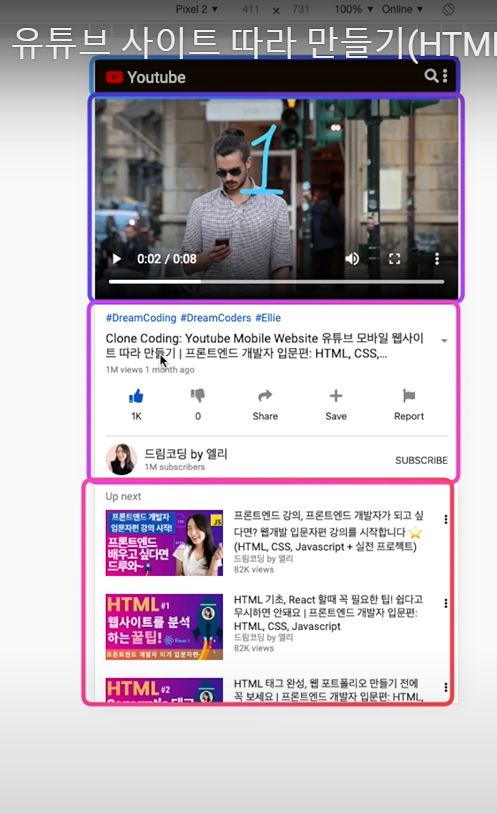 Pixel 2 ▼ 411 × 731 100% ▼ Online ▼
유튜브 사이트 따라 만들기(HTML
Youtube
1
0:02 / 0:08
#DreamCoding #DreamCoders #Ellie
Clone Coding: Youtube Mobile Website 유튜브 모바일 웹사이
트 따라 만들기 | 프론트엔드 개발자 입문편: HTML, CSS,...
1M views 1 month ago
1K 0 Share Save Report
드림코딩 by 엘리
1M subscribers
SUBSCRIBE
Up next
프론트엔드 개발자
입문자편 강의 시작!
JS
프론트엔드
배우고 싶다면
드루와~
프론트엔드 강의, 프론트엔드 개발자가 되고 싶
다면? 웹개발 입문자편 강의를 시작합니다 ⭐
(HTML, CSS, Javascript + 실전 프로젝트)
드림코딩 by 엘리
82K views
HTML #1
웹사이트를 분석
하는 꿀팁!
React
프론트엔드 개발자 되기 입문자편
HTML 기초, React 할때 꼭 필요한 팁! 쉽다고
무시하면 안돼요 | 프론트엔드 개발자 입문편:
HTML, CSS, Javascript
드림코딩 by 엘리
82K views
HTML #2
HTML 태그 완성, 웹 포트폴리오 만들기 전에
꼭 보세요 | 프론트엔드 개발자 입문편: HTML,